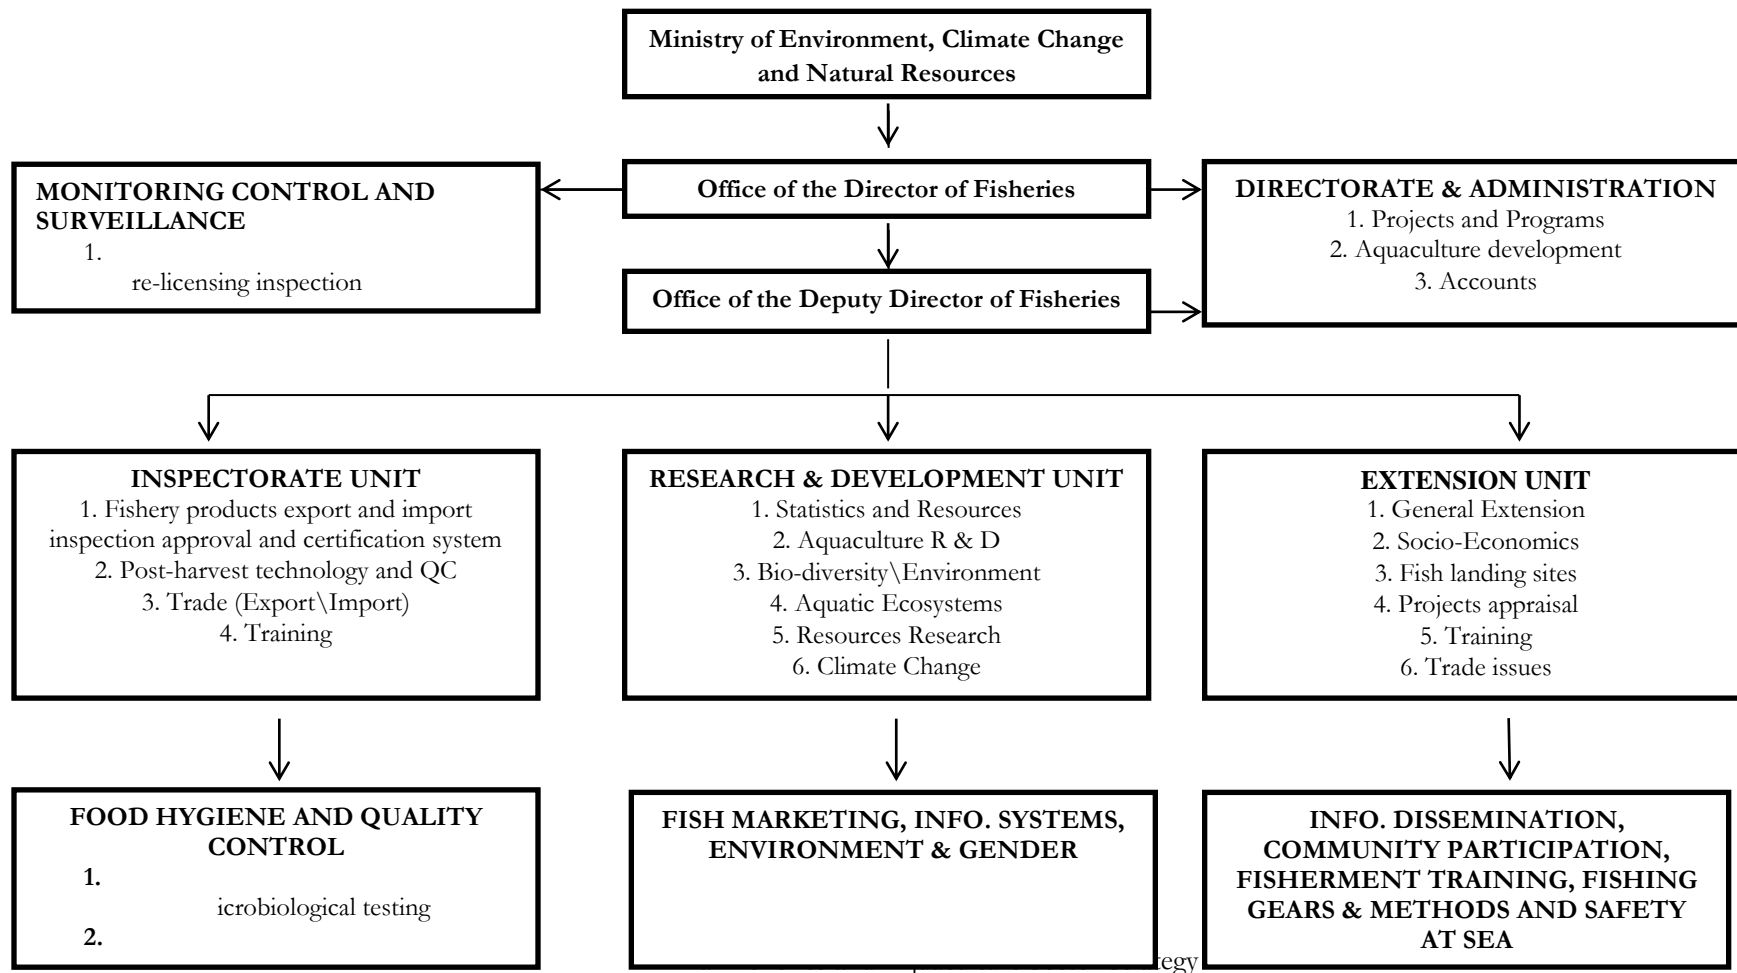 Ministry of Environment, Climate Change
and Natural Resources
MONITORING CONTROL AND
SURVEILLANCE
1.
re-licensing inspection
Office of the Director of Fisheries
DIRECTORATE & ADMINISTRATION
1. Projects and Programs
2. Aquaculture development
3. Accounts
Office of the Deputy Director of Fisheries
INSPECTORATE UNIT
1. Fishery products export and import
inspection approval and certification system
2. Post-harvest technology and QC
3. Trade (Export\Import)
4. Training
RESEARCH & DEVELOPMENT UNIT
1. Statistics and Resources
2. Aquaculture R & D
3. Bio-diversity\Environment
4. Aquatic Ecosystems
5. Resources Research
6. Climate Change
EXTENSION UNIT
1. General Extension
2. Socio-Economics
3. Fish landing sites
4. Projects appraisal
5. Training
6. Trade issues
FOOD HYGIENE AND QUALITY
CONTROL
1.
icrobiological testing
2.
FISH MARKETING, INFO. SYSTEMS,
ENVIRONMENT & GENDER
INFO. DISSEMINATION,
COMMUNITY PARTICIPATION,
FISHERMENT TRAINING, FISHING
GEARS & METHODS AND SAFETY
AT SEA
tegy